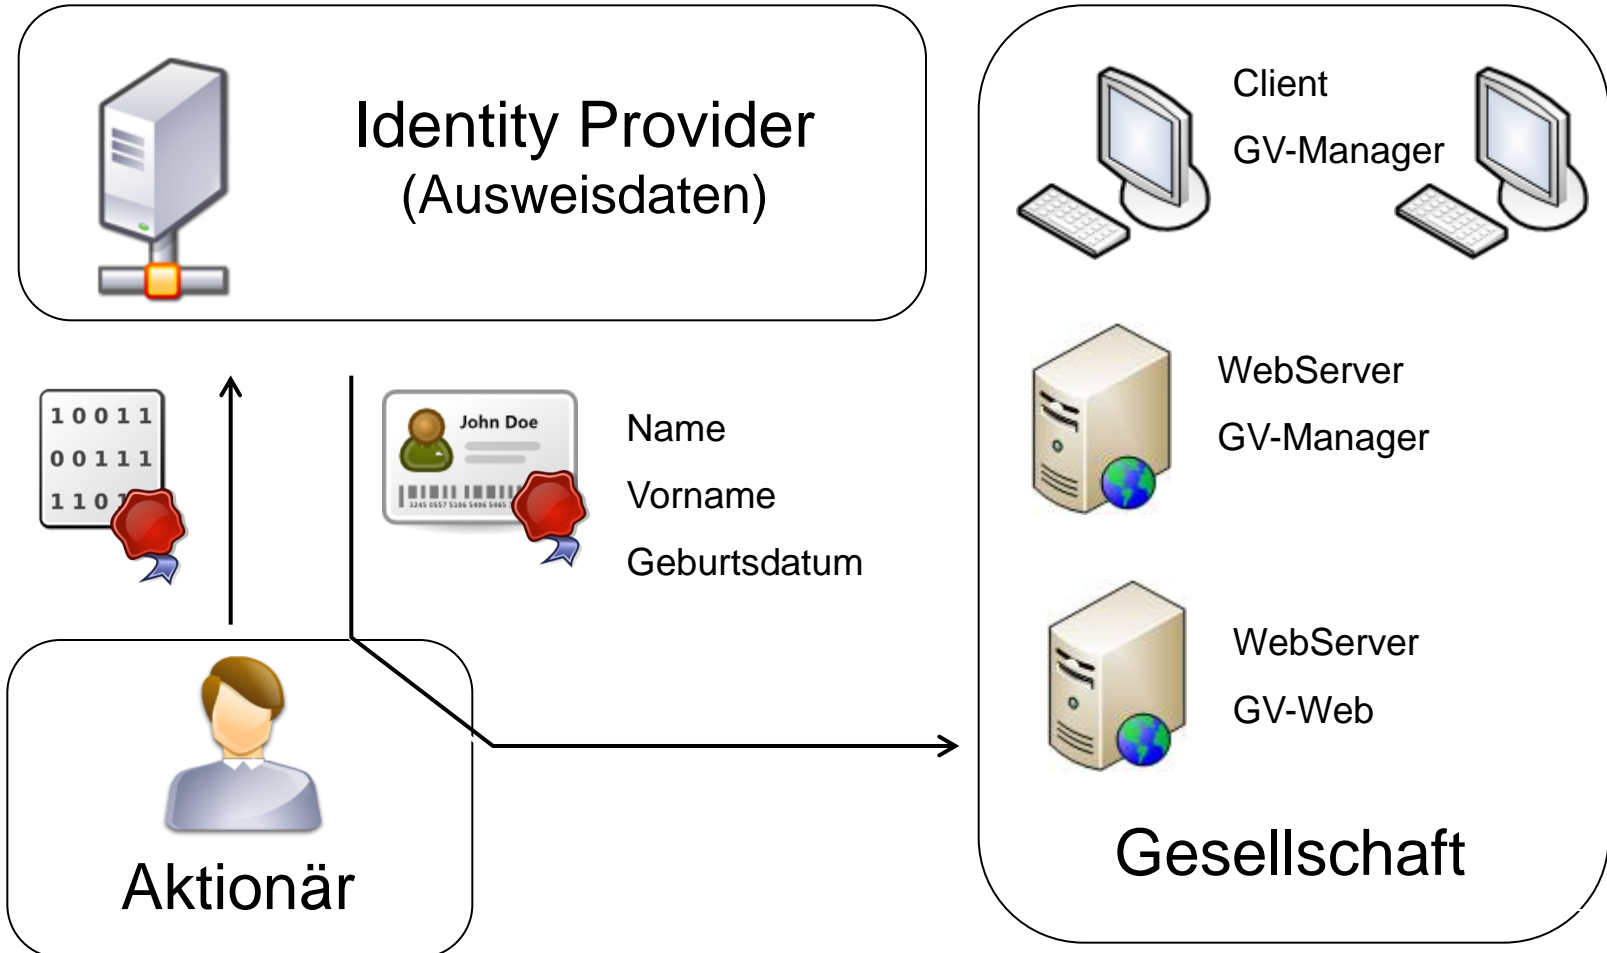 Identity Provider
(Ausweisdaten)
Client
GV-Manager
10011
00111
John Doe
Name
Vorname
Geburtsdatum
WebServer
GV-Manager
WebServer
GV-Web
Aktionär
Gesellschaft